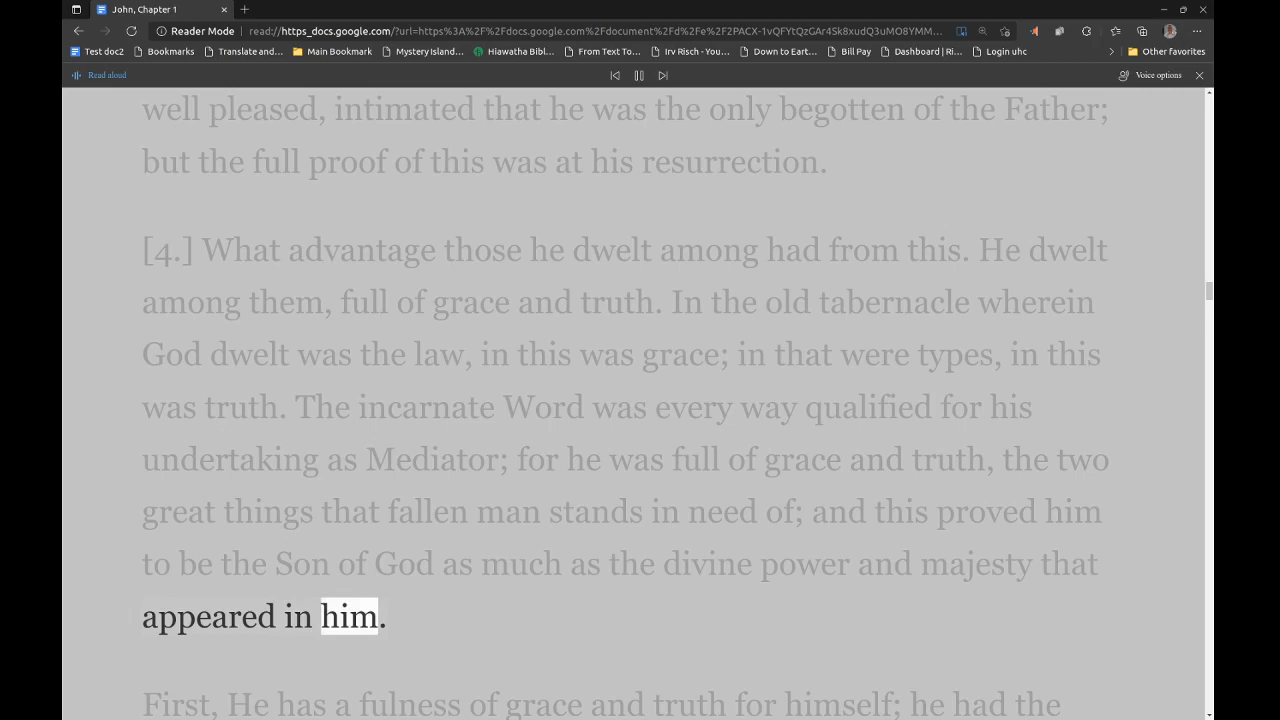 John, Chapter 1
Reader Mode read://https_docs.google.com/?url=https%3A%2F%2Fdocs.google.com%2Fdocument%2Fd%2Fe%2F2PACX-1vQFYtQzGAr4Sk8xudQ3uMO8YMM...
Test doc2 Bookmarks Translate and... Main Bookmark Mystery Island... Hiawatha Bibl... From Text To... Irv Risch - You... Down to Eart... Bill Pay Dashboard | Ri... Login uhc Other favorites
Read aloud Voice options
well pleased, intimated that he was the only begotten of the Father;
but the full proof of this was at his resurrection.
[4.] What advantage those he dwelt among had from this. He dwelt
among them, full of grace and truth. In the old tabernacle wherein
God dwelt was the law, in this was grace; in that were types, in this
was truth. The incarnate Word was every way qualified for his
undertaking as Mediator; for he was full of grace and truth, the two
great things that fallen man stands in need of; and this proved him
to be the Son of God as much as the divine power and majesty that
appeared in him.
First, He has a fulness of grace and truth for himself; he had the